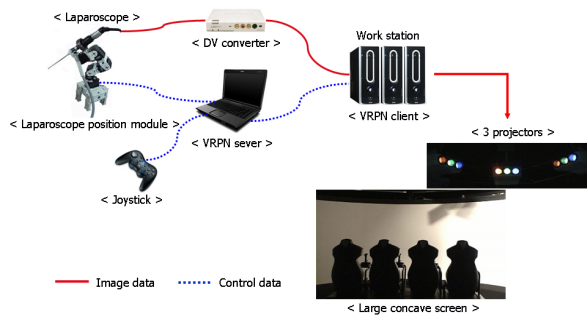 < Laparoscope >
< DV converter >
Work station
< VRPN client >
< Laparoscope position module >
< VRPN sever >
< 3 projectors >
< Joystick >
Image data
Control data
< Large concave screen >